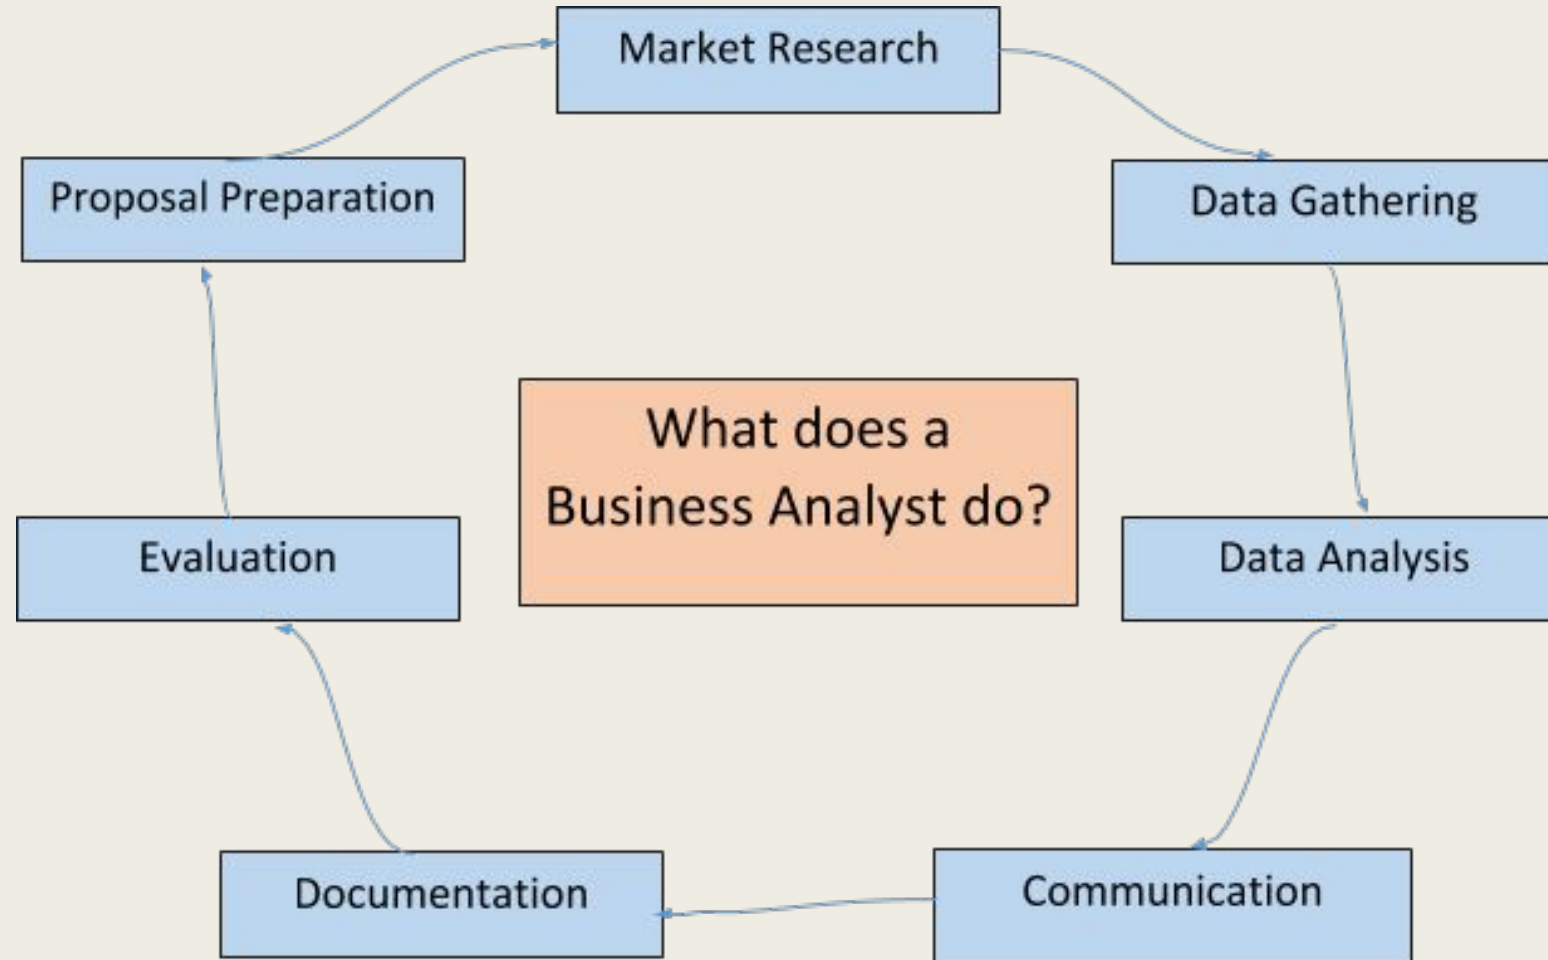 Market Research
Proposal Preparation
Data Gathering
What does a
Business Analyst do?
Evaluation
Data Analysis
Documentation
Communication